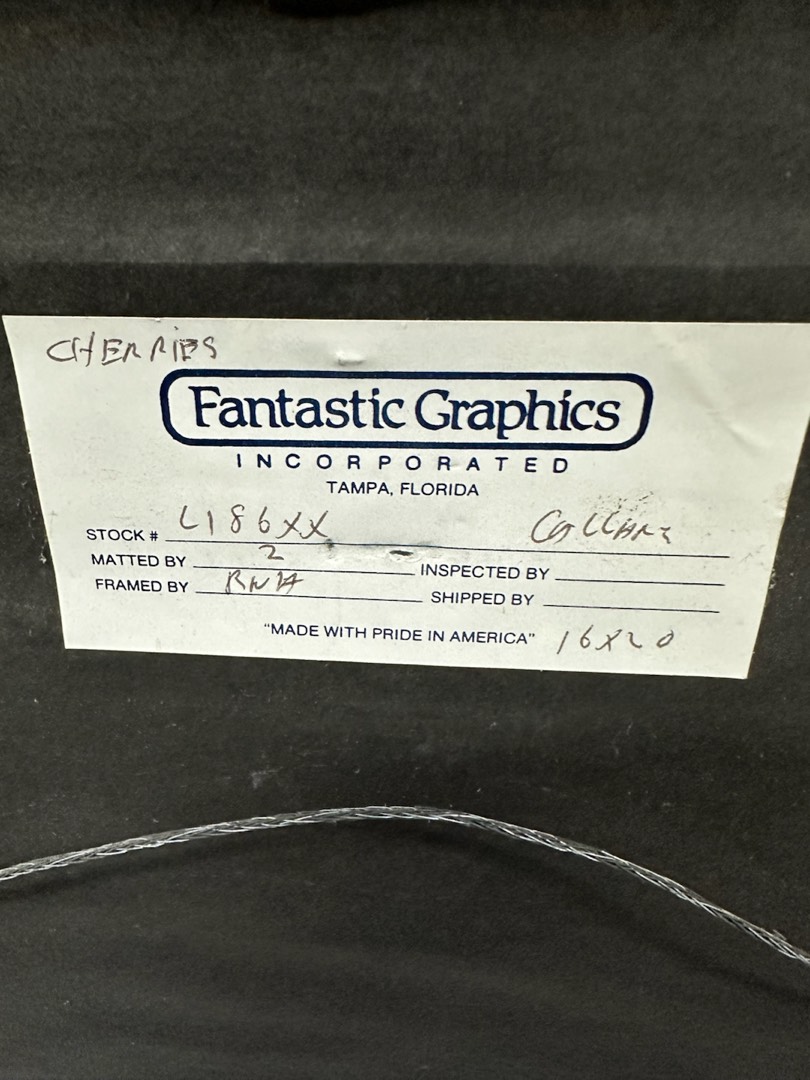 CHERRIES
Fantastic Graphics
INCORPORATED
TAMPA, FLORIDA
STOCK # L186XX
MATTED BY 2 INSPECTED BY
FRAMED BY SHIPPED BY
"MADE WITH PRIDE IN AMERICA" 16X20